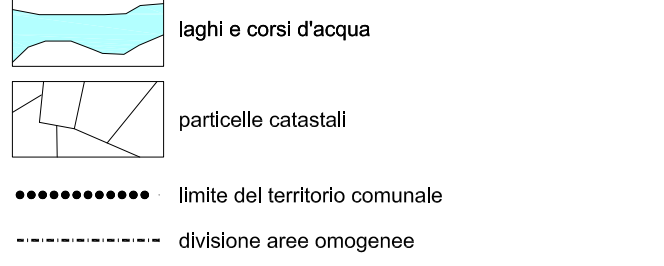 laghi e corsi d'acqua
particelle catastali
limite del territorio comunale
divisione aree omogenee